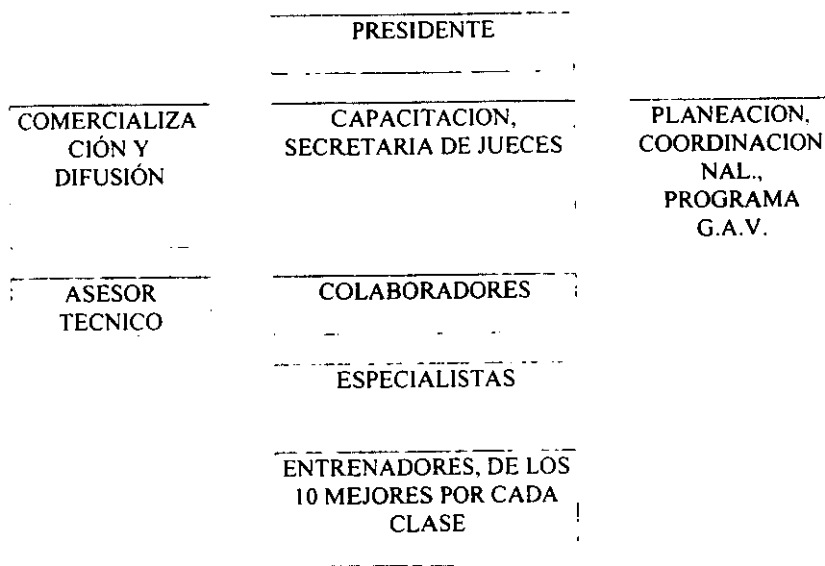 PRESIDENTE
COMERCIALIZA
CIÓN Y
DIFUSIÓN
CAPACITACION,
SECRETARIA DE JUECES
PLANEACION,
COORDINACION
NAL.,
PROGRAMA
G.A.V.
ASESOR
TECNICO
COLABORADORES
ESPECIALISTAS
ENTRENADORES, DE LOS
10 MEJORES POR CADA
CLASE